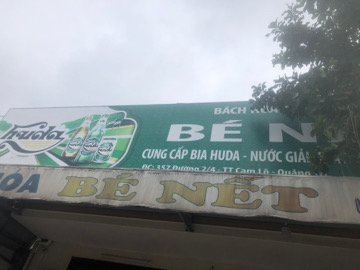 Huda
BÁCH HÓA
BÉ N
CUNG CẤP BIA HUDA - NƯỚC GIẢI
ĐC: 357 Đường 2/4 - TT Cam Lộ - Quảng
HÓA BÉ NẾT